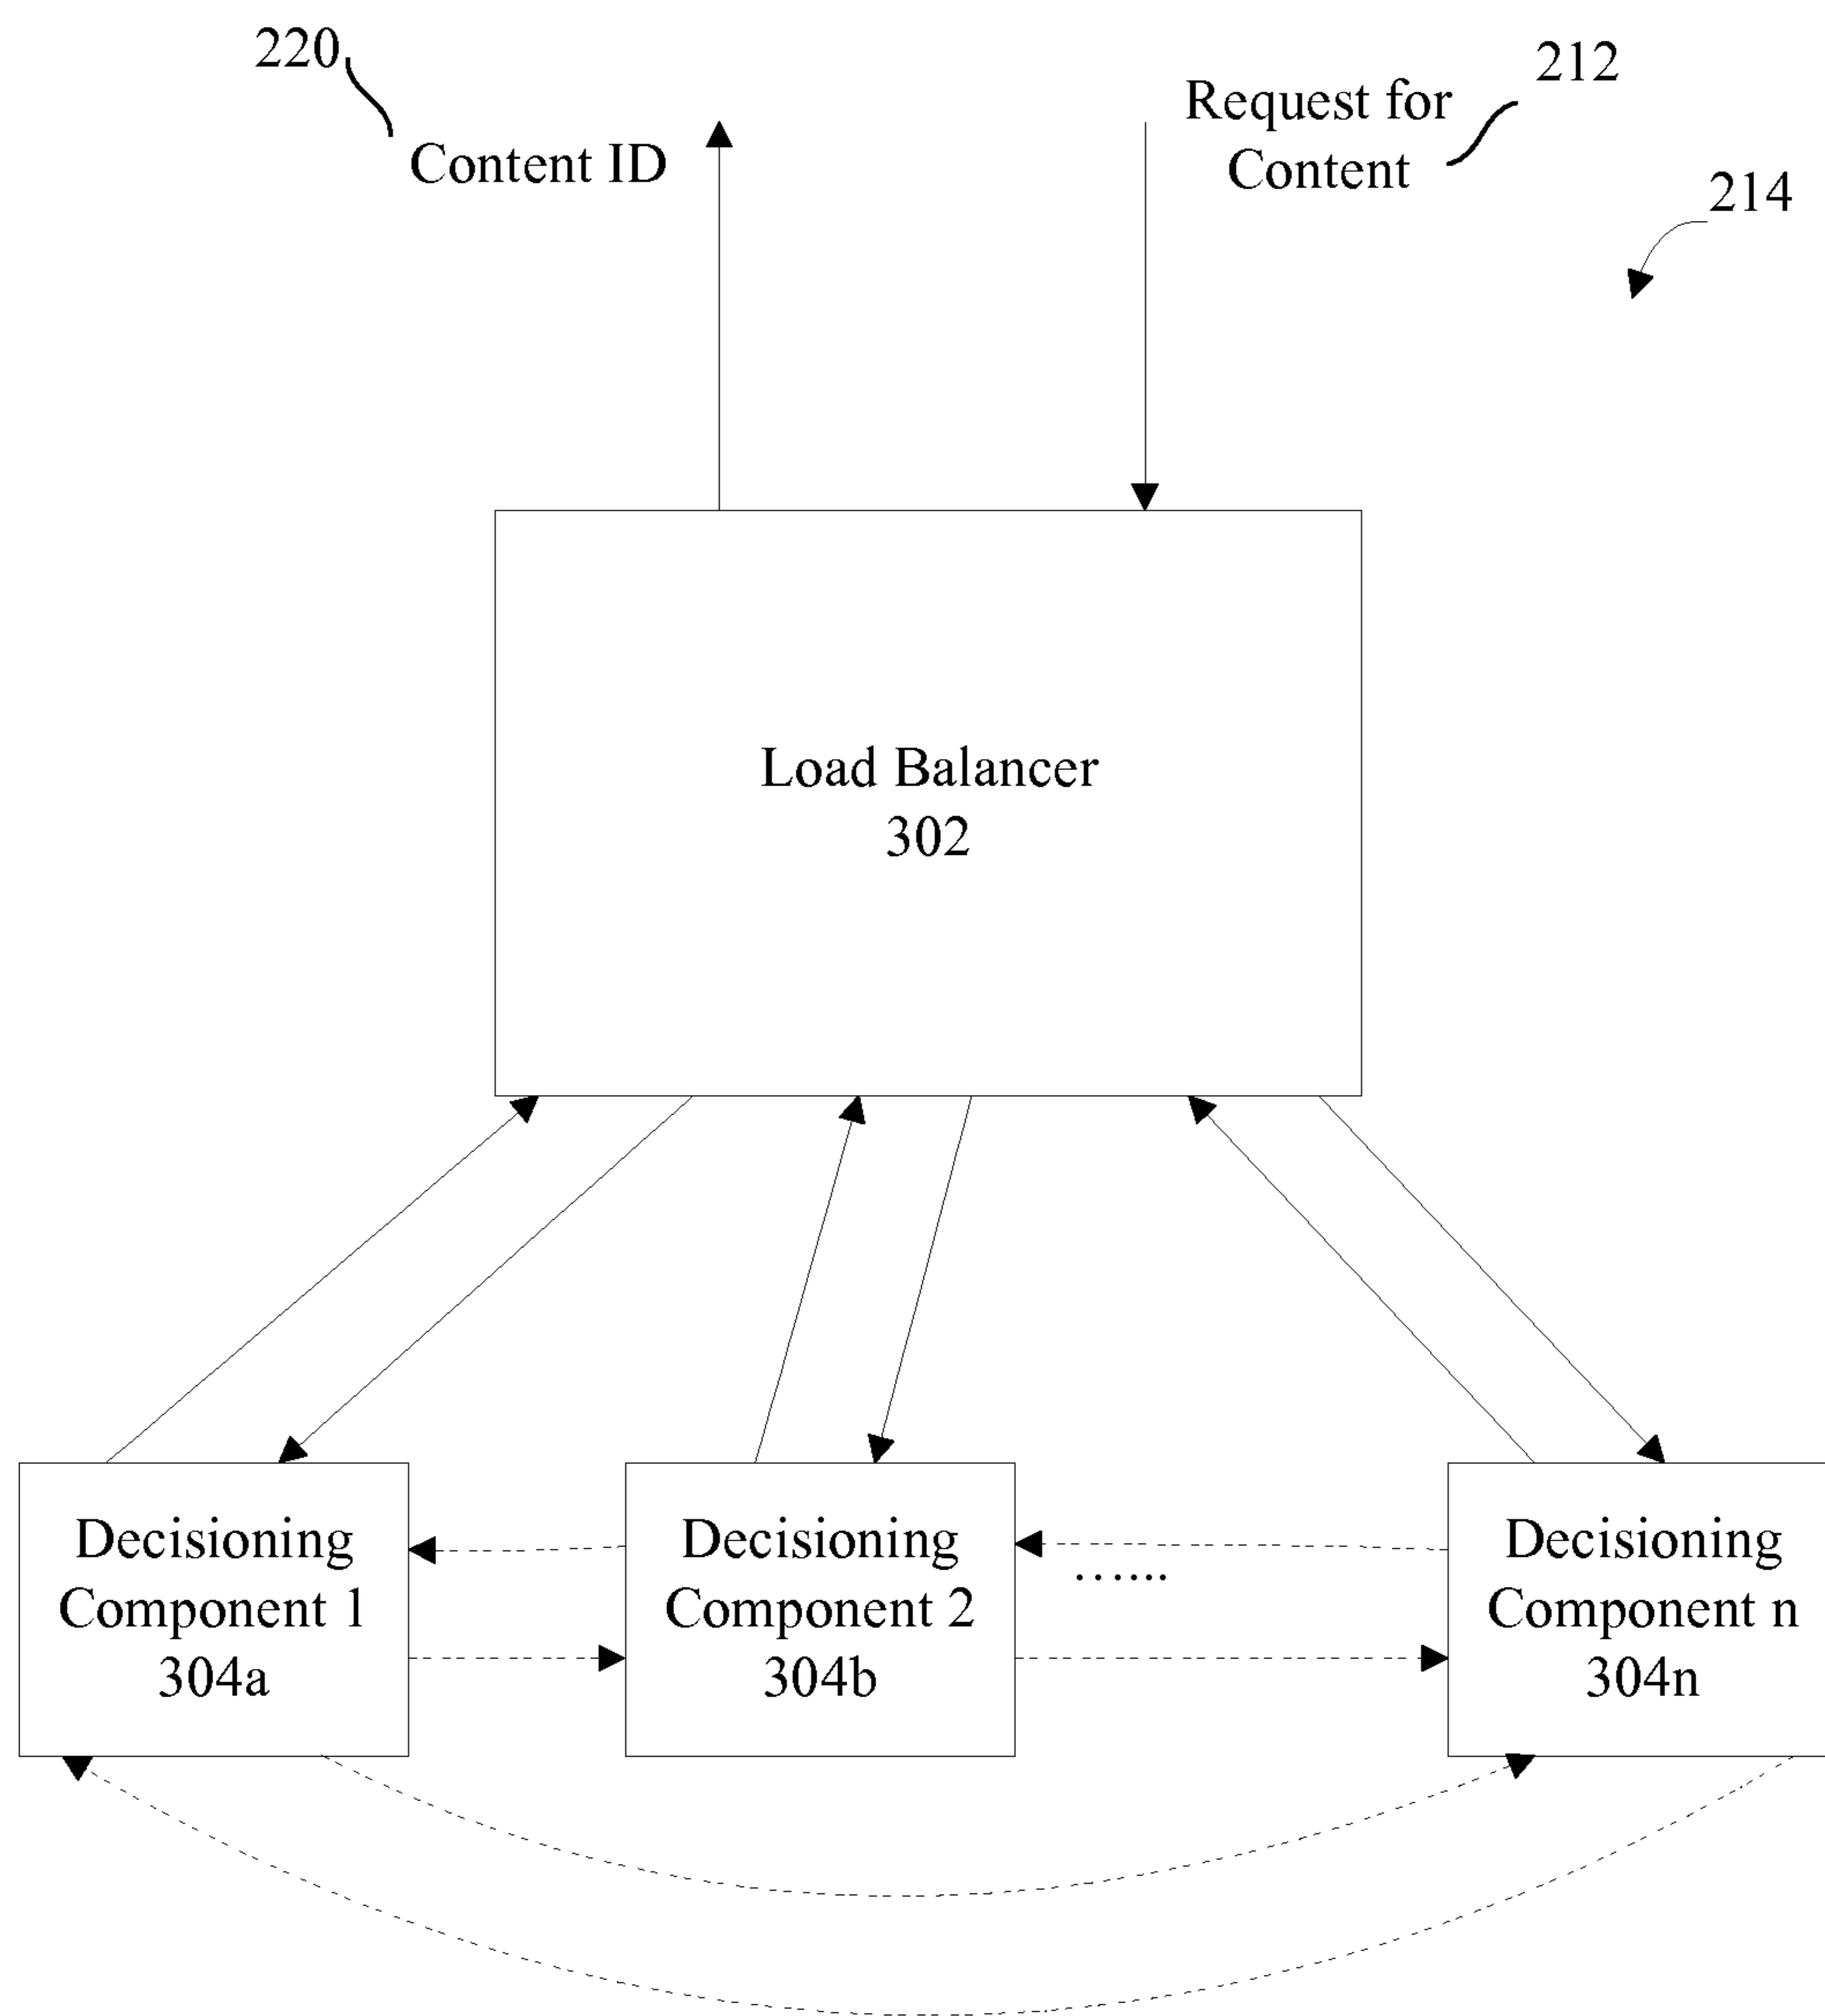 220
Content ID
Request for
Content
212
214
Load Balancer
302
Decisioning
Component 1
304a
Decisioning
Component 2
304b
......
Decisioning
Component n
304n